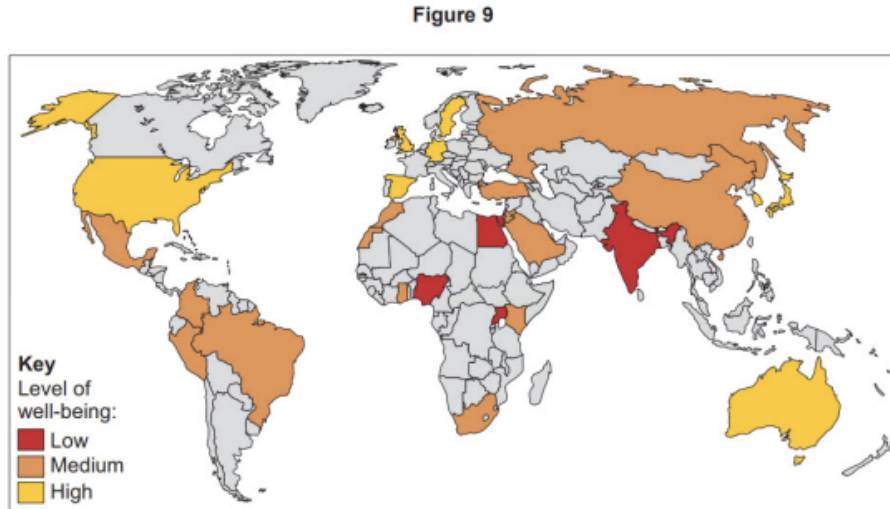 Figure 9
Key
Level of
well-being:
Low
Medium
High